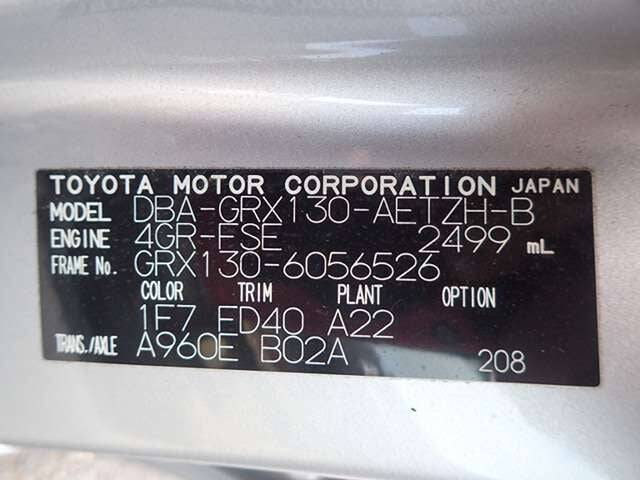 TOYOTA MOTOR CORPORATION JAPAN
MODEL DBA-GRX130-AETZH-B
ENGINE 4GR-FSE 2499 mL
FRAME No. GRX130-6056526
COLOR TRIM PLANT OPTION
1F7 FD40 A22
TRANS./AXLE A960E B02A 208